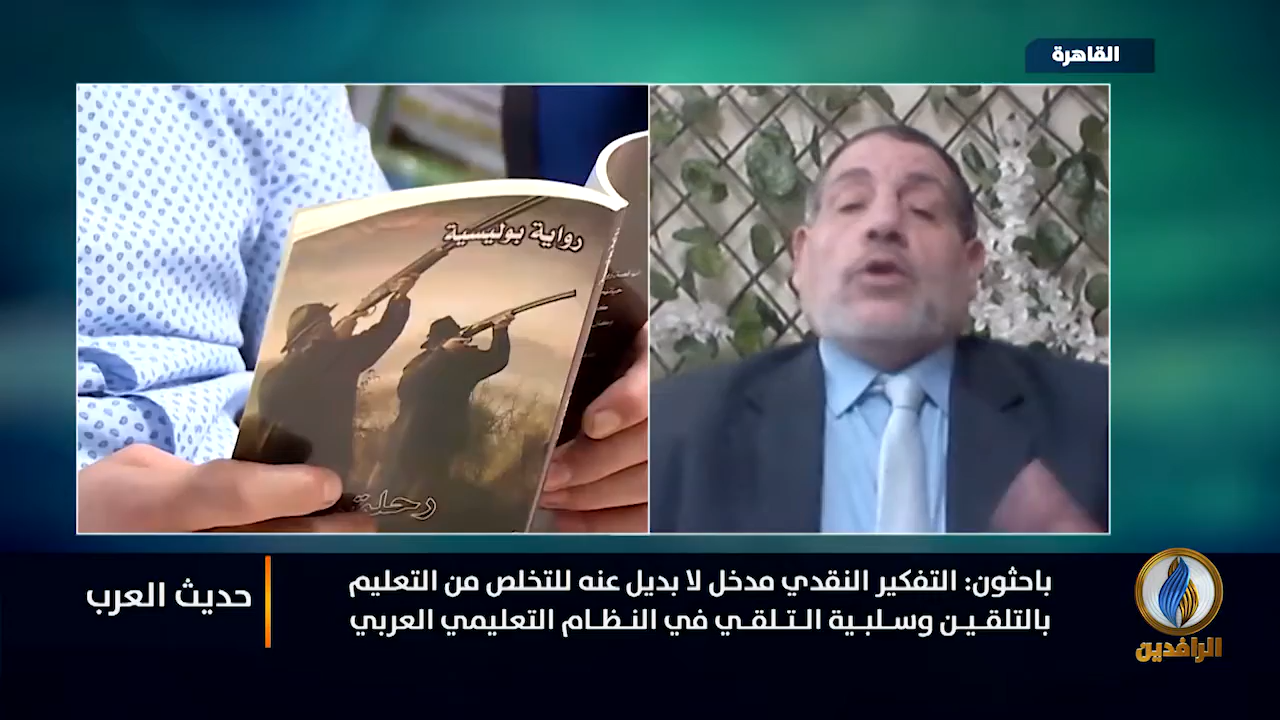 القاهرة
رواية بوليسية
رحلة
باحثون: التفكير النقدي مدخل لا بديل عنه للتخلص من التعليم
بالتلقين وسلبية التلقي في النظام التعليمي العربي
حديث العرب
الرافدين